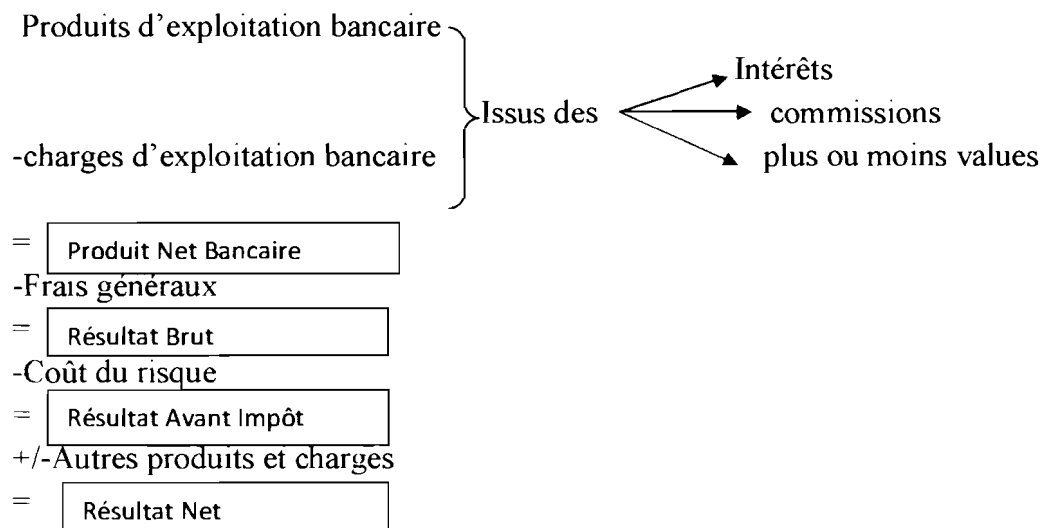 Produits d'exploitation bancaire
Intérêts
Issus des
commissions
-charges d'exploitation bancaire
plus ou moins values
= Produit Net Bancaire
-Frais généraux
= Résultat Brut
-Coût du risque
= Résultat Avant Impôt
+/-Autres produits et charges
= Résultat Net